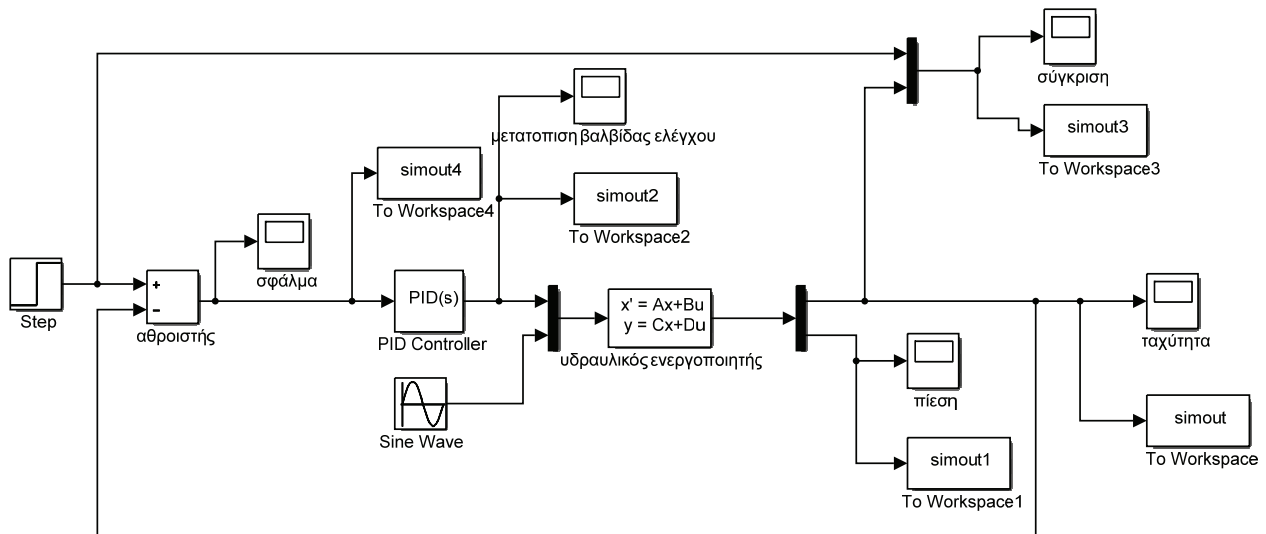 σύγκριση
simout3
To Workspace3
μετατοπιση βαλβίδας ελέγχου
simout4
To Workspace4
simout2
To Workspace2
Step
+
−
αθροιστής
σφάλμα
PID(s)
PID Controller
x' = Ax+Bu
y = Cx+Du
υδραυλικός ενεργοποιητής
Sine Wave
πίεση
simout1
To Workspace1
ταχύτητα
simout
To Workspace